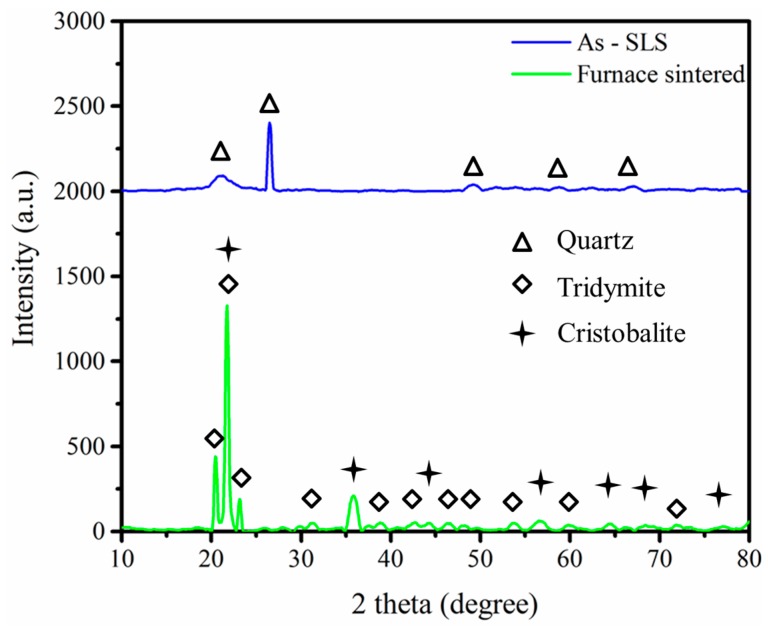 3000
2500
2000
1500
1000
500
0
Intensity (a.u.)
As - SLS
Furnace sintered
Quartz
Tridymite
Cristobalite
10 20 30 40 50 60 70 80
2 theta (degree)